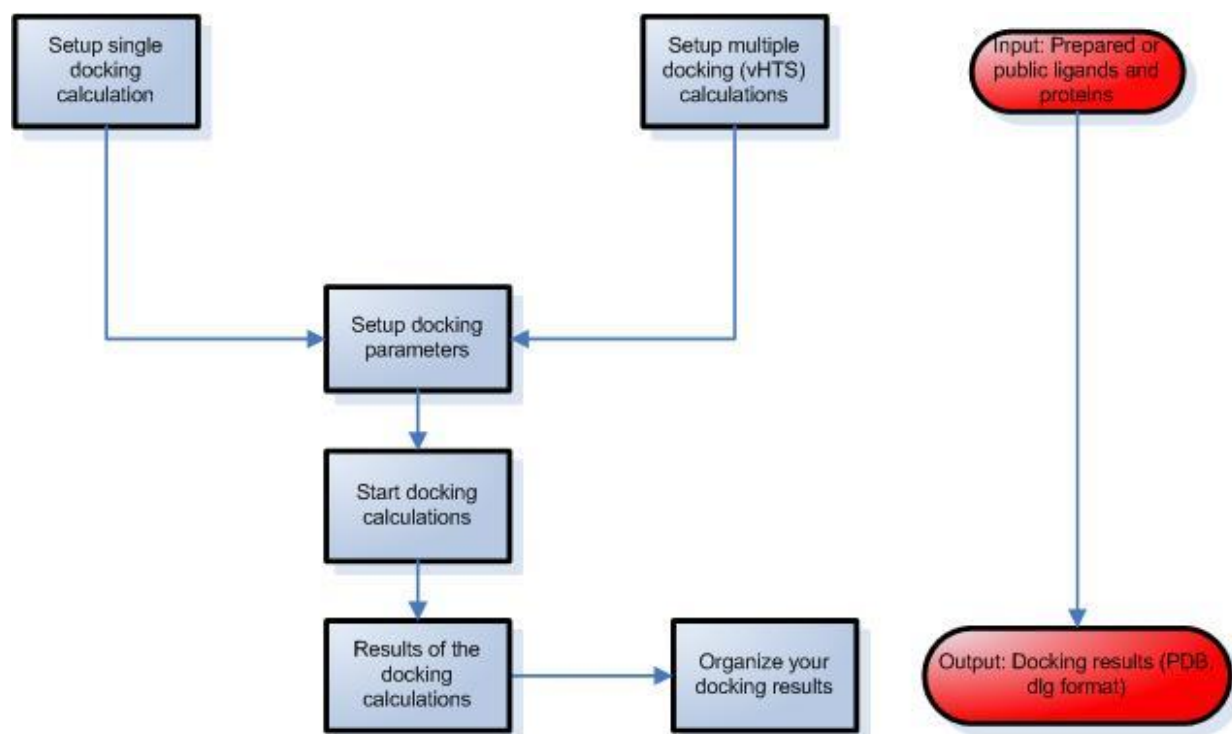 Setup single
docking
calculation
Setup multiple
docking (vHTS)
calculations
Input: Prepared or
public ligands and
proteins
Setup docking
parameters
Start docking
calculations
Results of the
docking
calculations
Organize your
docking results
Output: Docking results (PDB,
dlg format)